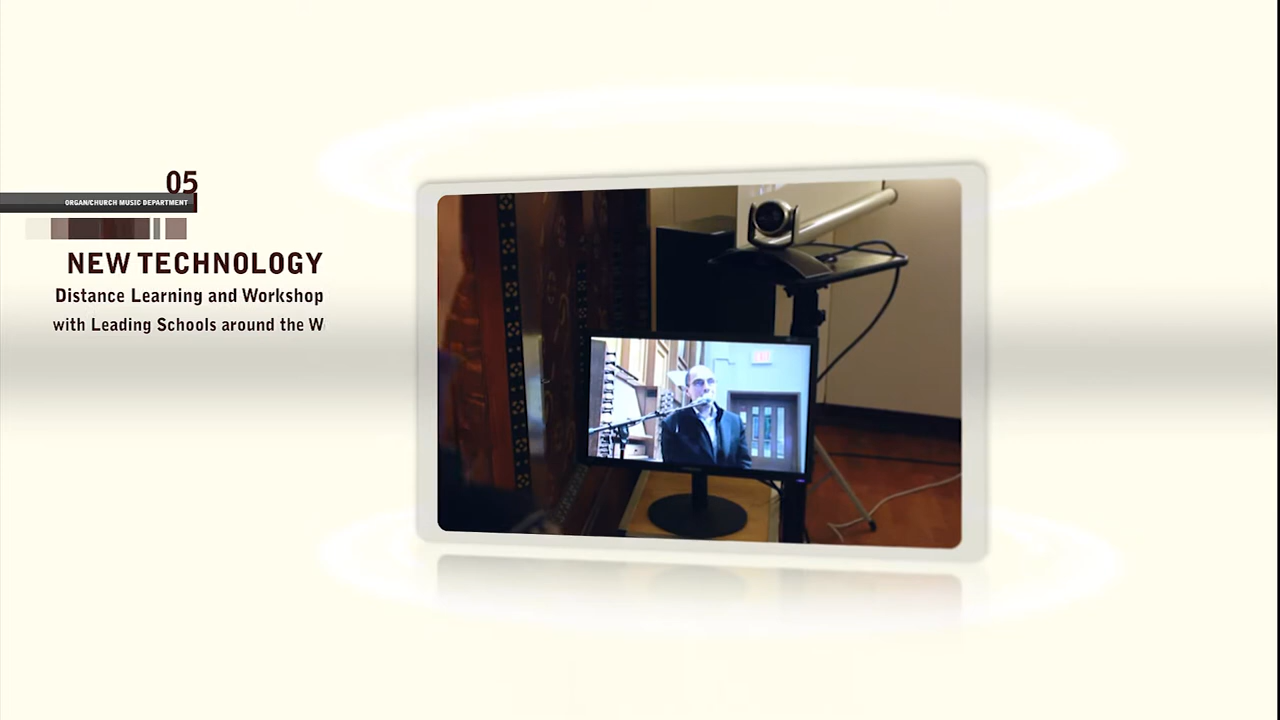 05
ORGAN/CHURCH MUSIC DEPARTMENT
NEW TECHNOLOGY
Distance Learning and Workshop
with Leading Schools around the W